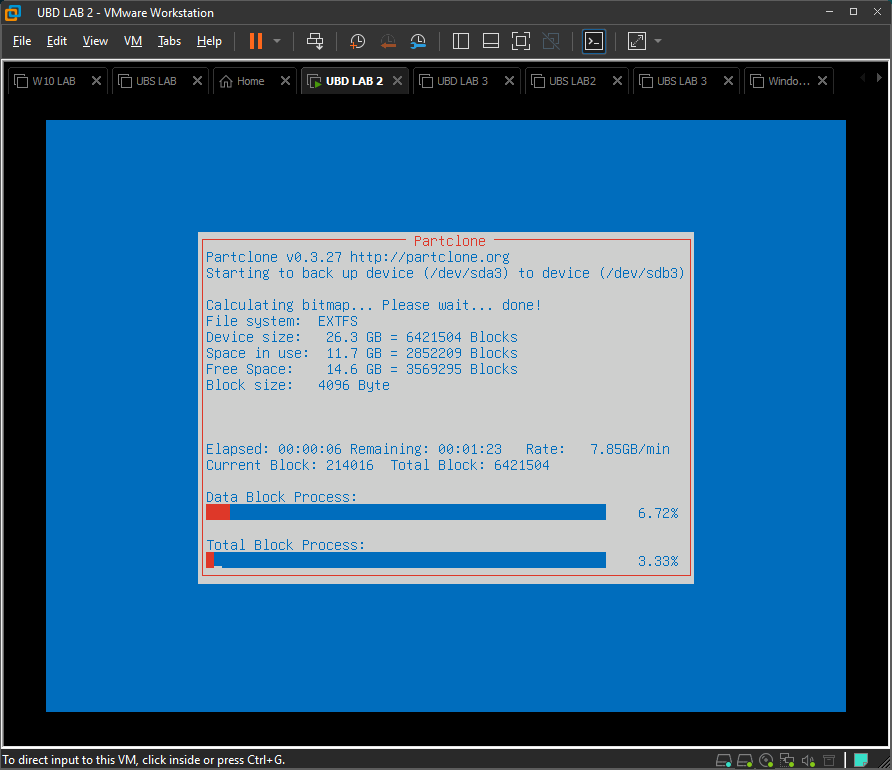 UBD LAB 2 - VMware Workstation
File Edit View VM Tabs Help
W10 LAB UBS LAB Home UBD LAB 2 UBD LAB 3 UBS LAB2 UBS LAB 3 Windo...
Partclone
Partclone v0.3.27 http://partclone.org
Starting to back up device (/dev/sda3) to device (/dev/sdb3)
Calculating bitmap... Please wait... done!
File system: EXTFS
Device size: 26.3 GB = 6421504 Blocks
Space in use: 11.7 GB = 2852209 Blocks
Free Space: 14.6 GB = 3569295 Blocks
Block size: 4096 Byte
Elapsed: 00:00:06 Remaining: 00:01:23 Rate: 7.85GB/min
Current Block: 214016 Total Block: 6421504
Data Block Process:
6.72%
Total Block Process:
3.33%
To direct input to this VM, click inside or press Ctrl+G.